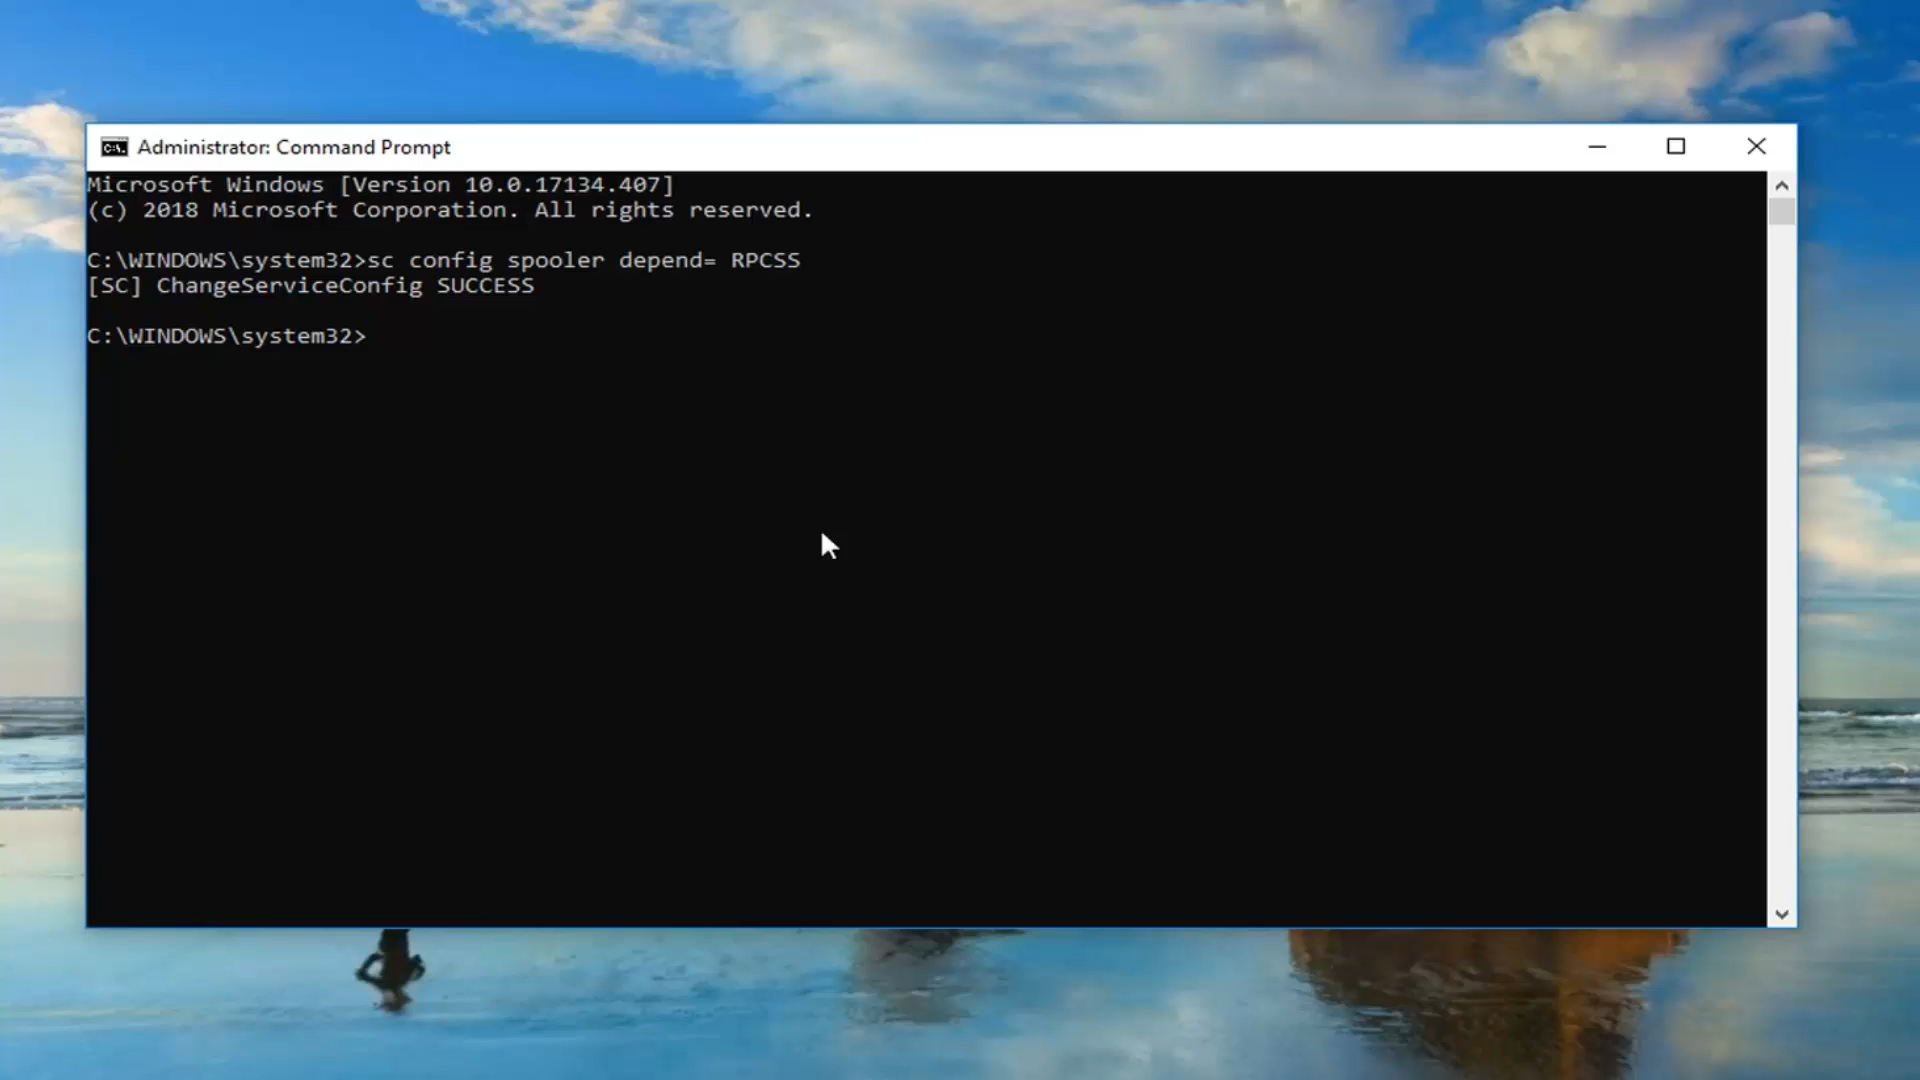 Administrator: Command Prompt
Microsoft Windows [Version 10.0.17134.407]
(c) 2018 Microsoft Corporation. All rights reserved.
C:\WINDOWS\system32>sc config spooler depend= RPCSS
[SC] ChangeServiceConfig SUCCESS
C:\WINDOWS\system32>